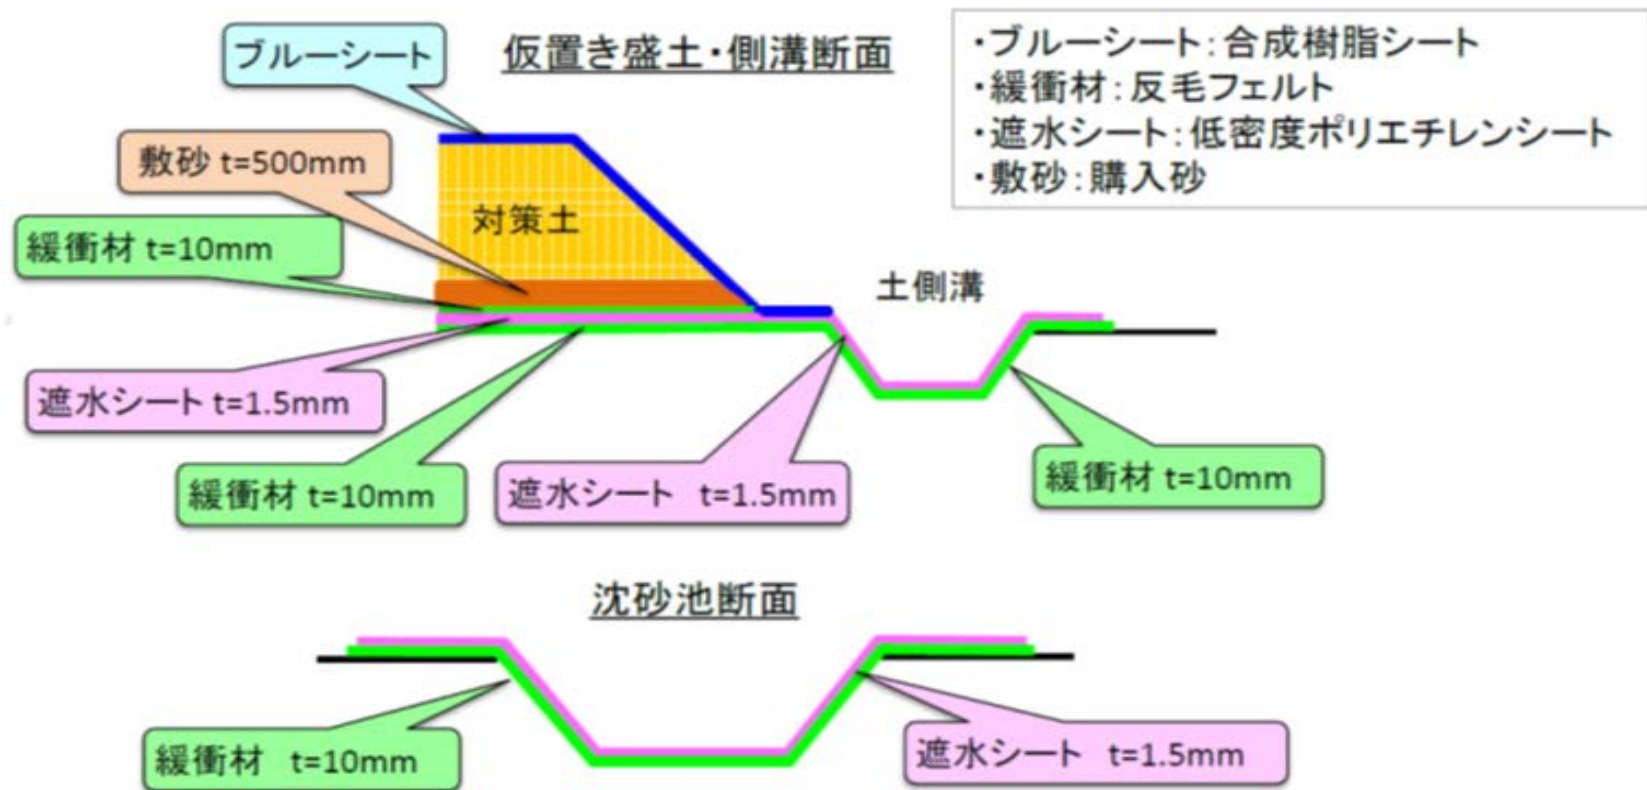 ブルーシート
仮置き盛土・側溝断面
・ブルーシート：合成樹脂シート
・緩衝材：反毛フェルト
・遮水シート：低密度ポリエチレンシート
・敷砂：購入砂
敷砂 t=500mm
対策土
緩衝材 t=10mm
土側溝
遮水シート t=1.5mm
緩衝材 t=10mm
遮水シート t=1.5mm
緩衝材 t=10mm
沈砂池断面
緩衝材 t=10mm
遮水シート t=1.5mm